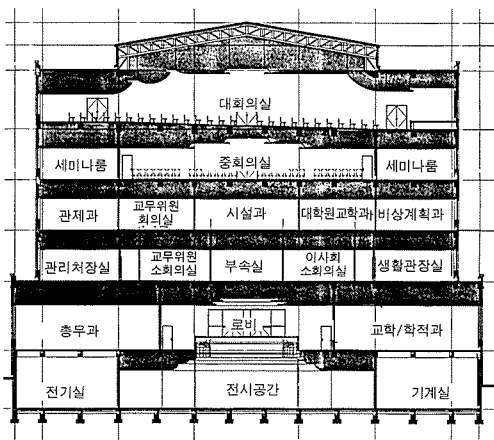 대회의실
세미나룸
중회의실
세미나룸
관제과
교무위원
회의실
시설과
대학원교학과
비상계획과
관리처장실
교무위원
소회의실
부속실
이사회
소회의실
생활관장실
총무과
로비
교학/학적과
전기실
전시공간
기계실